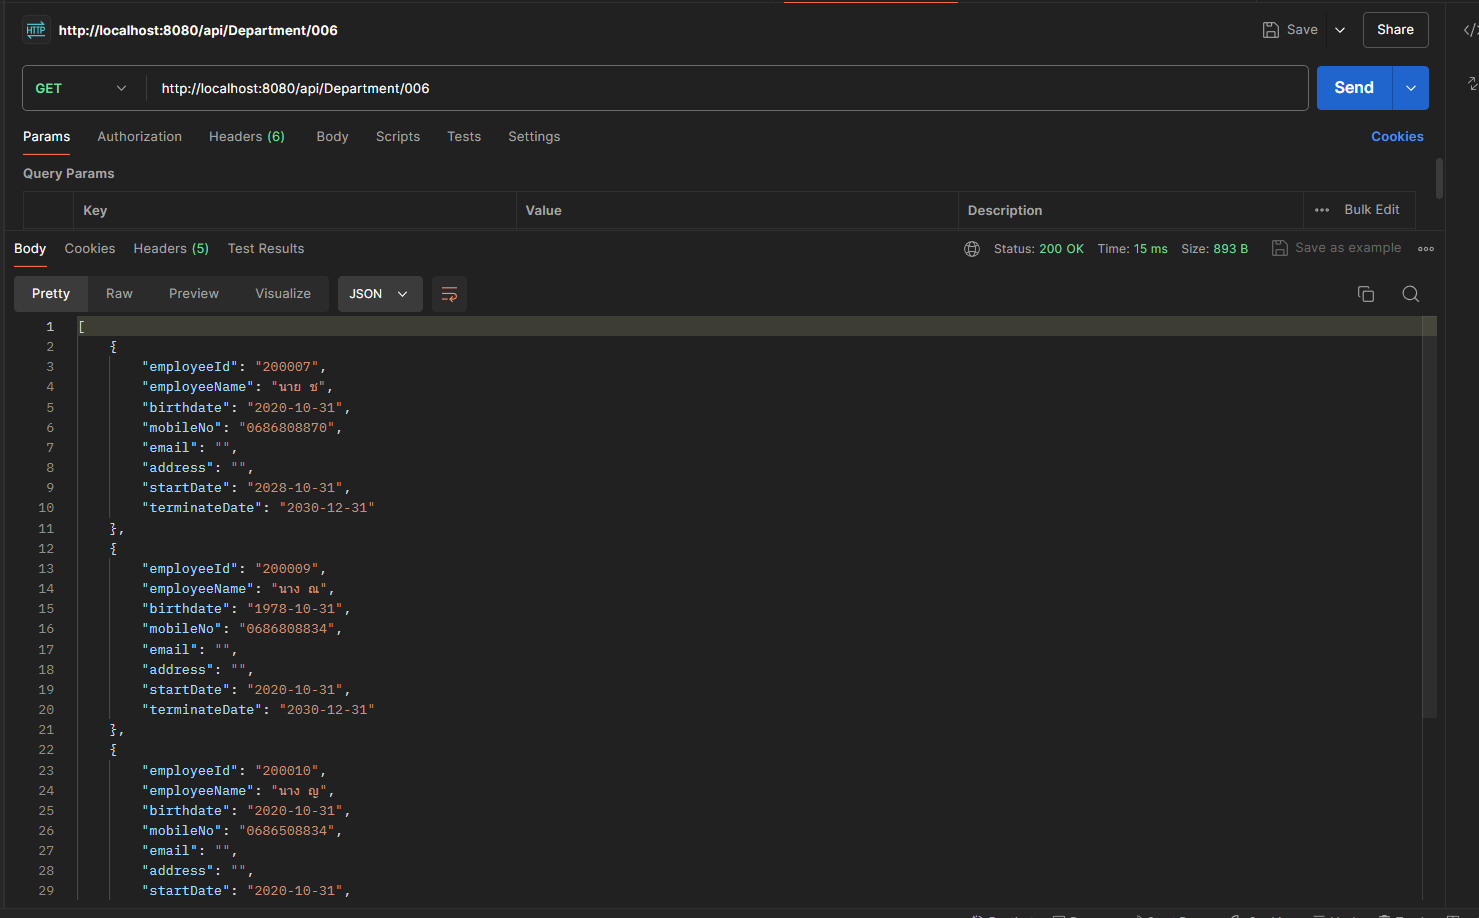 HTTP http://localhost:8080/api/Department/006 Save Share
GET http://localhost:8080/api/Department/006 Send
Params Authorization Headers (6) Body Scripts Tests Settings Cookies
Query Params
Key Value Description Bulk Edit
Body Cookies Headers (5) Test Results Status: 200 OK Time: 15 ms Size: 893 B Save as example
Pretty Raw Preview Visualize JSON
1 [
2 {
3 "employeeId": "200007",
4 "employeeName": "นาย ช",
5 "birthdate": "2020-10-31",
6 "mobileNo": "0686808870",
7 "email": "",
8 "address": "",
9 "startDate": "2028-10-31",
10 "terminateDate": "2030-12-31"
11 },
12 {
13 "employeeId": "200009",
14 "employeeName": "นาง ณ",
15 "birthdate": "1978-10-31",
16 "mobileNo": "0686808834",
17 "email": "",
18 "address": "",
19 "startDate": "2020-10-31",
20 "terminateDate": "2030-12-31"
21 },
22 {
23 "employeeId": "200010",
24 "employeeName": "นาง ญ",
25 "birthdate": "2020-10-31",
26 "mobileNo": "0686508834",
27 "email": "",
28 "address": "",
29 "startDate": "2020-10-31",